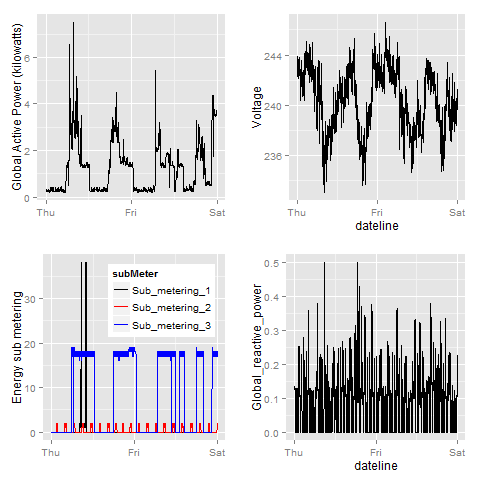 Global Active Power (kilowatts)
6
4
2
0
Thu
Fri
Sat
Voltage
244
240
236
Thu
Fri
Sat
dateline
Energy sub metering
30
20
10
0
subMeter
Sub_metering_1
Sub_metering_2
Sub_metering_3
Thu
Fri
Sat
Global_reactive_power
0.5
0.4
0.3
0.2
0.1
0.0
Thu
Fri
Sat
dateline